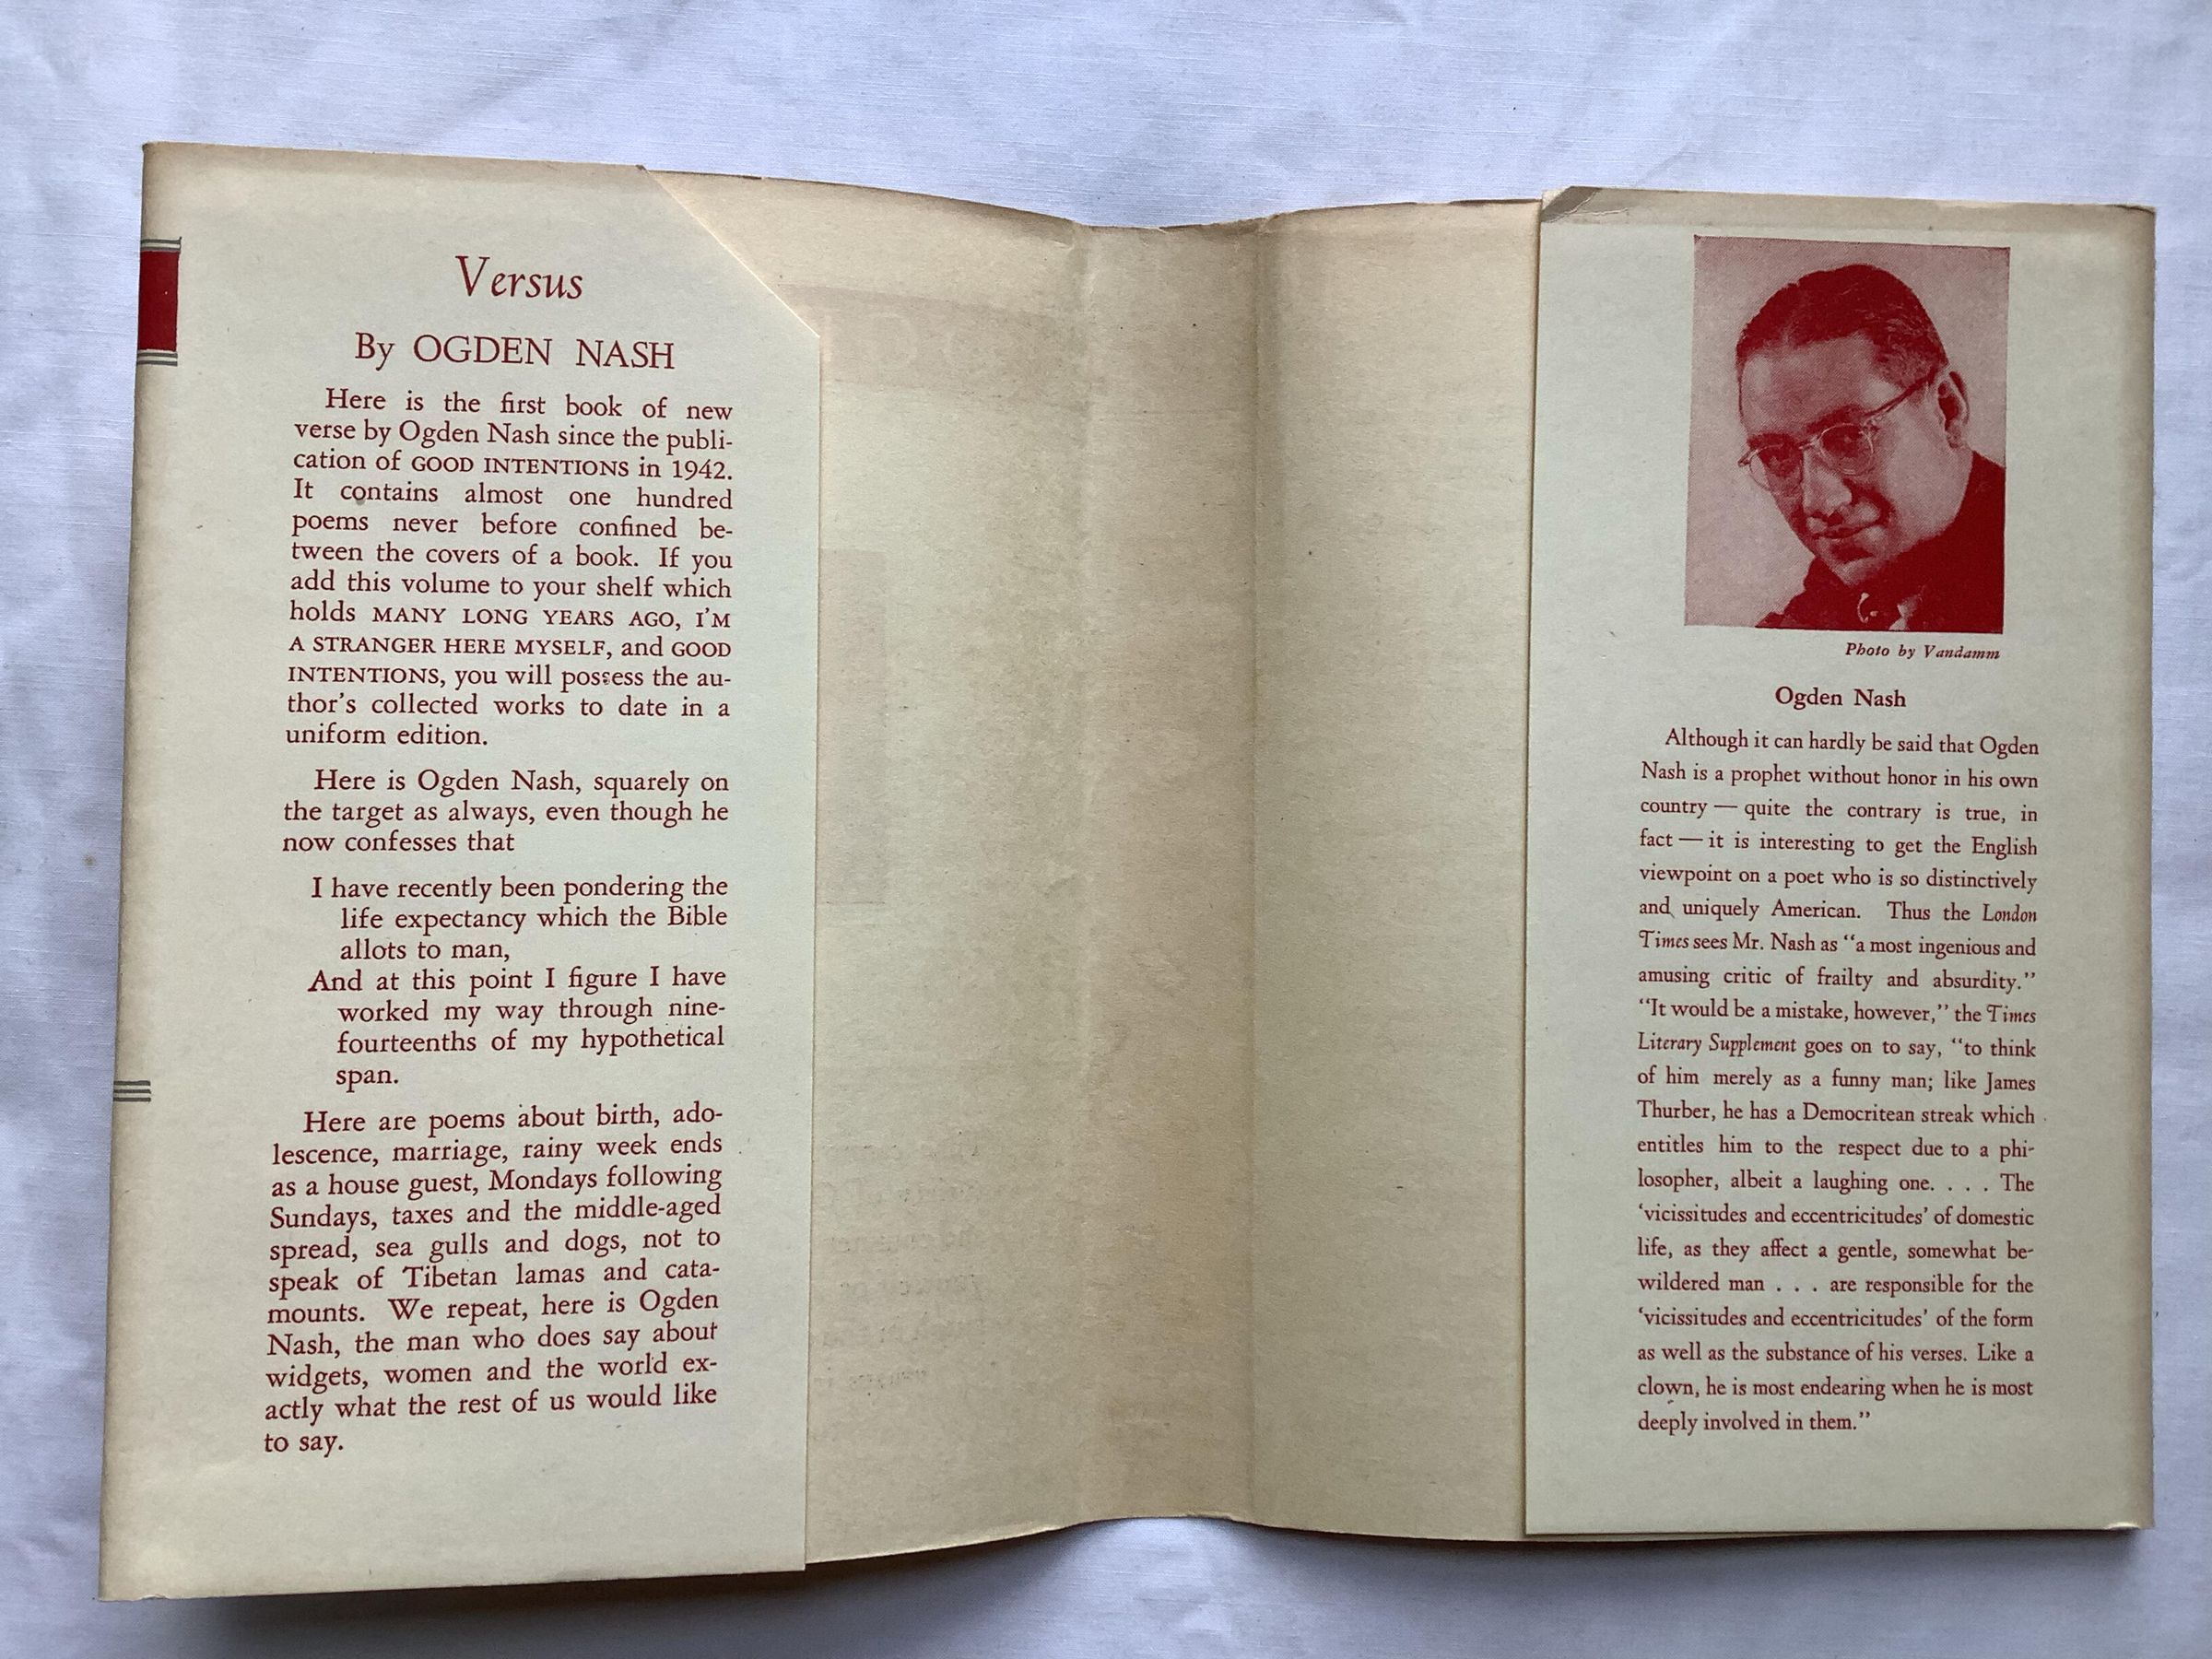 Versus
By OGDEN NASH
Here is the first book of new
verse by Ogden Nash since the publi-
cation of GOOD INTENTIONS in 1942.
It contains almost one hundred
poems never before confined be-
tween the covers of a book. If you
add this volume to your shelf which
holds MANY LONG YEARS AGO, I'M
A STRANGER HERE MYSELF, and GOOD
INTENTIONS, you will possess the au-
thor's collected works to date in a
uniform edition.
Here is Ogden Nash, squarely on
the target as always, even though he
now confesses that
I have recently been pondering the
life expectancy which the Bible
allots to man,
And at this point I figure I have
worked my way through nine-
fourteenths of my hypothetical
span.
Here are poems about birth, ado-
lescence, marriage, rainy week ends
as a house guest, Mondays following
Sundays, taxes and the middle-aged
spread, sea gulls and dogs, not to
speak of Tibetan lamas and cata-
mounts. We repeat, here is Ogden
Nash, the man who does say about
widgets, women and the world ex-
actly what the rest of us would like
to say.
Photo by Vandamm
Ogden Nash
Although it can hardly be said that Ogden
Nash is a prophet without honor in his own
country — quite the contrary is true, in
fact — it is interesting to get the English
viewpoint on a poet who is so distinctively
and uniquely American. Thus the London
Times sees Mr. Nash as "a most ingenious and
amusing critic of frailty and absurdity."
"It would be a mistake, however," the Times
Literary Supplement goes on to say, "to think
of him merely as a funny man; like James
Thurber, he has a Democritean streak which
entitles him to the respect due to a phi-
losopher, albeit a laughing one. . . . The
'vicissitudes and eccentricitudes' of domestic
life, as they affect a gentle, somewhat be-
wildered man . . . are responsible for the
'vicissitudes and eccentricitudes' of the form
as well as the substance of his verses. Like a
clown, he is most endearing when he is most
deeply involved in them."